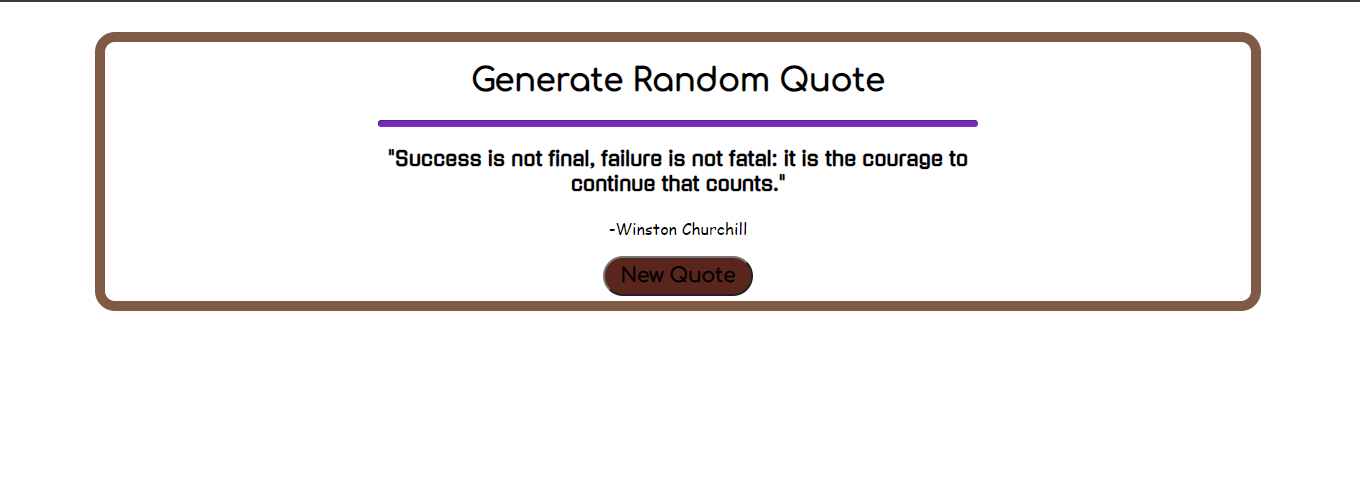 Generate Random Quote
"Success is not final, failure is not fatal: it is the courage to
continue that counts."
-Winston Churchill
New Quote